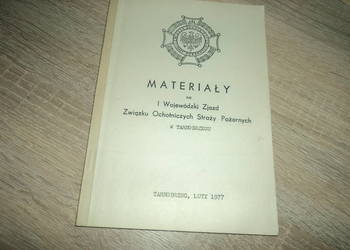 MATERIAŁY
na
I Wojewódzki Zjazd
Związku Ochotniczych Straży Pożarnych
W TARNOBRZEGU
TARNOBRZEG, LUTY 1977